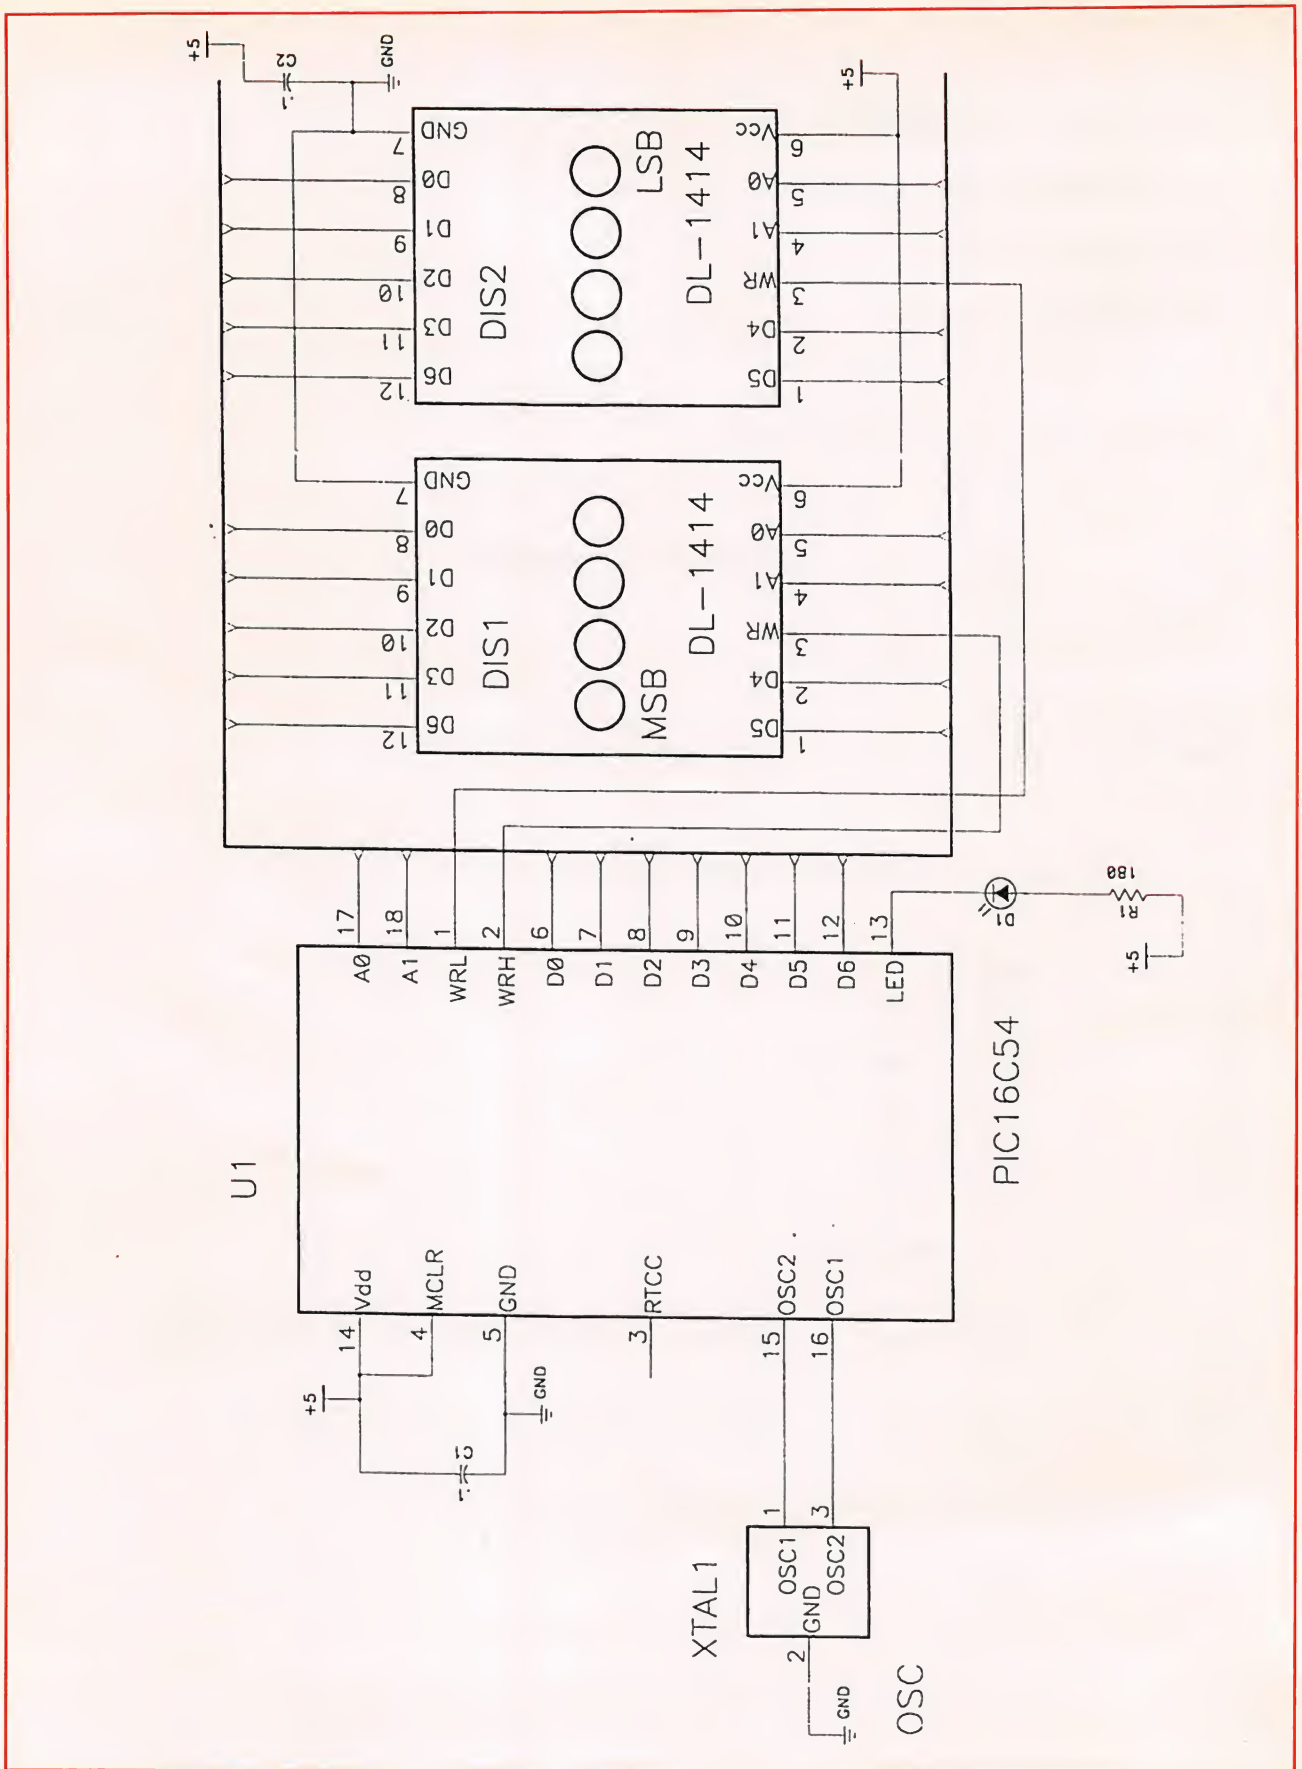 U1
PIC16C54
14
Vdd
4
MCLR
5
GND
3
RTCC
15
OSC2
16
OSC1
A0
17
A1
18
WRL
1
WRH
2
D0
6
D1
7
D2
8
D3
9
D4
10
D5
11
D6
12
LED
13
+5
C1
.1
GND
XTAL1
OSC
OSC1
1
OSC2
3
GND
2
GND
D1
R1
180
+5
DIS1
MSB
DL-1414
12
D6
11
D3
10
D2
9
D1
8
D0
7
GND
1
D5
2
D4
3
WR
4
A1
5
A0
6
Vcc
DIS2
LSB
DL-1414
12
D6
11
D3
10
D2
9
D1
8
D0
7
GND
1
D5
2
D4
3
WR
4
A1
5
A0
6
Vcc
+5
C2
.1
GND
+5